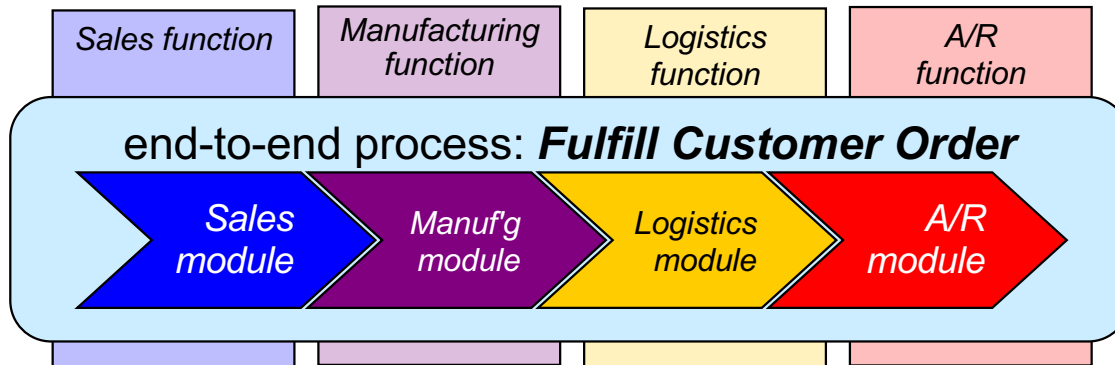 Sales function
Manufacturing
function
Logistics
function
A/R
function
end-to-end process: Fulfill Customer Order
Sales
module
Manuf'g
module
Logistics
module
A/R
module